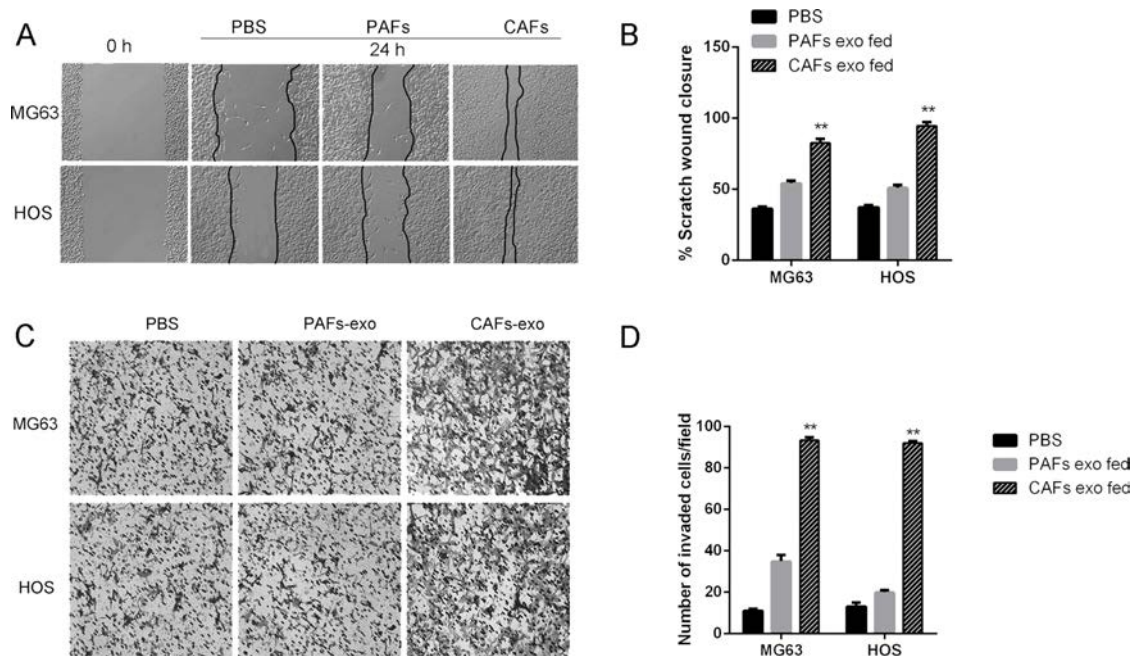 A
0 h
PBS
PAFs
CAFs
24 h
MG63
HOS
B
PBS
PAFs exo fed
CAFs exo fed
% Scratch wound closure
150
100
50
0
**
**
MG63
HOS
C
PBS
PAFs-exo
CAFs-exo
MG63
HOS
D
Number of invaded cells/field
100
80
60
40
20
0
**
**
MG63
HOS
PBS
PAFs exo fed
CAFs exo fed